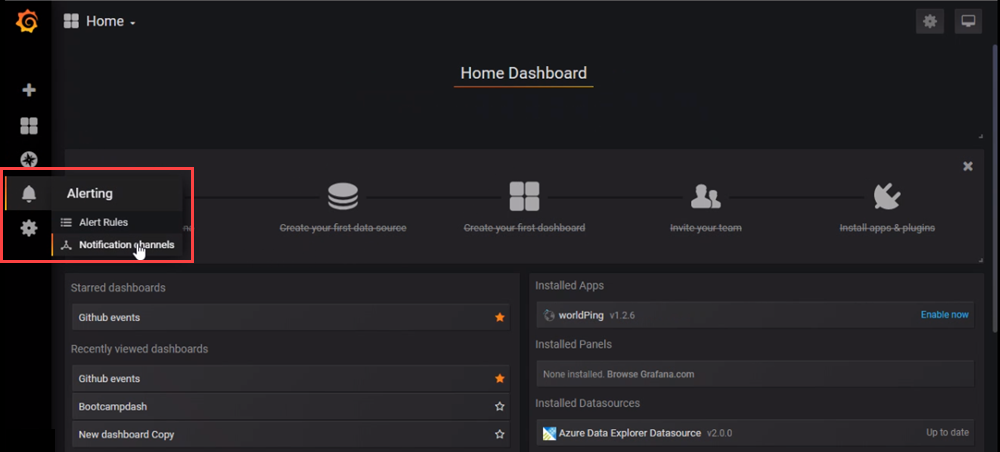 Home
Home Dashboard
Alerting
Alert Rules
Notification channels
Create your first data source
Create your first dashboard
Invite your team
Install apps & plugins
Starred dashboards
Github events
Recently viewed dashboards
Github events
Bootcampdash
New dashboard Copy
Installed Apps
worldPing v1.2.6 Enable now
Installed Panels
None installed. Browse Grafana.com
Installed Datasources
Azure Data Explorer Datasource v2.0.0 Up to date